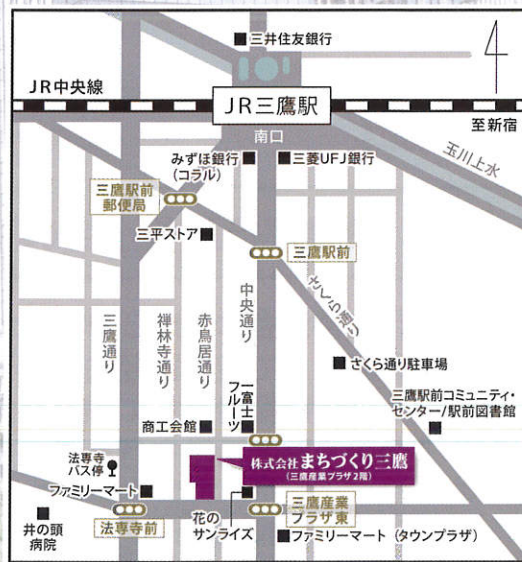 三井住友銀行
JR中央線
JR三鷹駅
至新宿
南口
玉川上水
みずほ銀行
(コラル)
三菱UFJ銀行
三鷹駅前
郵便局
三平ストア
三鷹駅前
三鷹通り
禅林寺通り
赤鳥居通り
中央通り
さくら通り
さくら通り駐車場
三鷹駅前コミュニティ・
センター/駅前図書館
商工会館
一富士
フルーツ
株式会社 まちづくり三鷹
(三鷹産業プラザ2階)
法専寺
バス停
ファミリーマート
花の
サンライズ
三鷹産業
プラザ東
井の頭
病院
法専寺前
ファミリーマート(タウンプラザ)